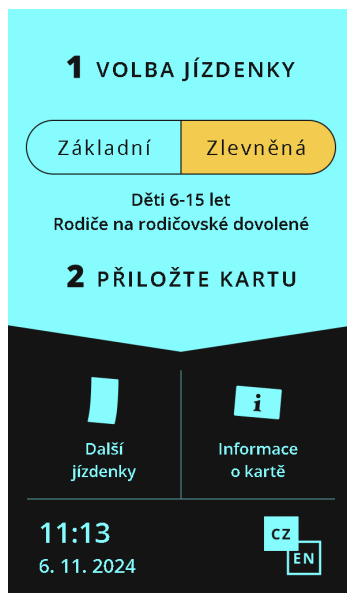 1 VOLBA JÍZDENKY
Základní
Zlevněná
Děti 6-15 let
Rodiče na rodičovské dovolené
2 PŘILOŽTE KARTU
Další
jízdenky
i
Informace
o kartě
11:13
6. 11. 2024
CZ
EN